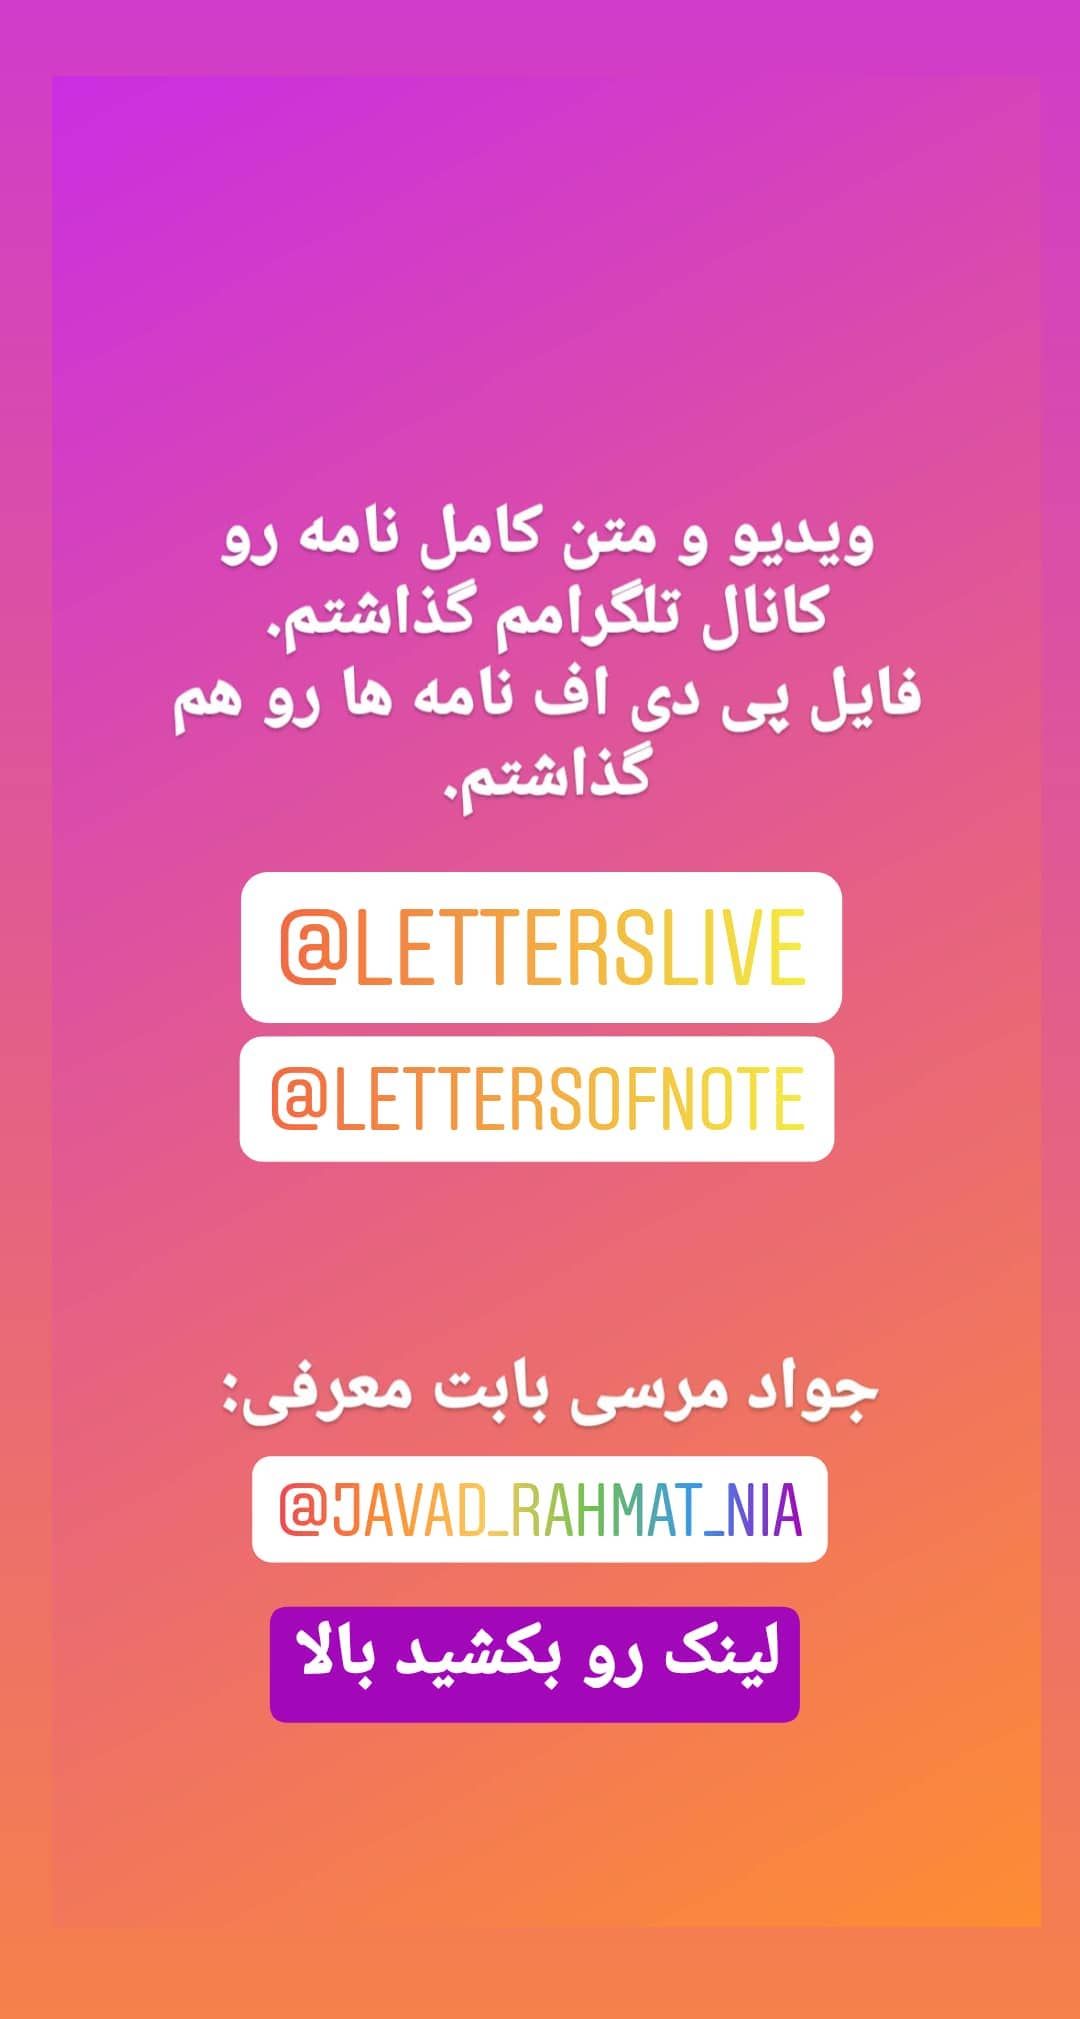 ویدیو و متن کامل نامه رو
کانال تلگرامم گذاشتم.
فایل پی دی اف نامه ها رو هم
گذاشتم.
@LETTERSLIVE
@LETTERSOFNOTE
جواد مرسی بابت معرفی:
@JAVAD_RAHMAT_NIA
لینک رو بکشید بالا